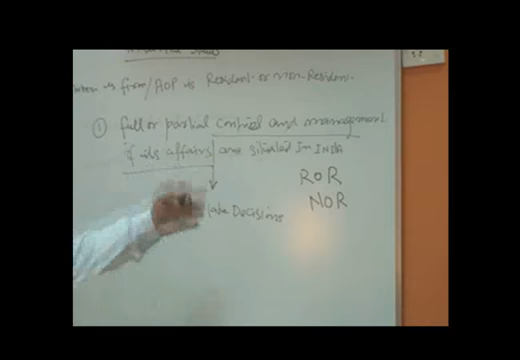 is firm/AOP is Resident or non-Resident.
① full or partial control and management
of its affairs are situated in INDIA
ROR
NOR
Decisions